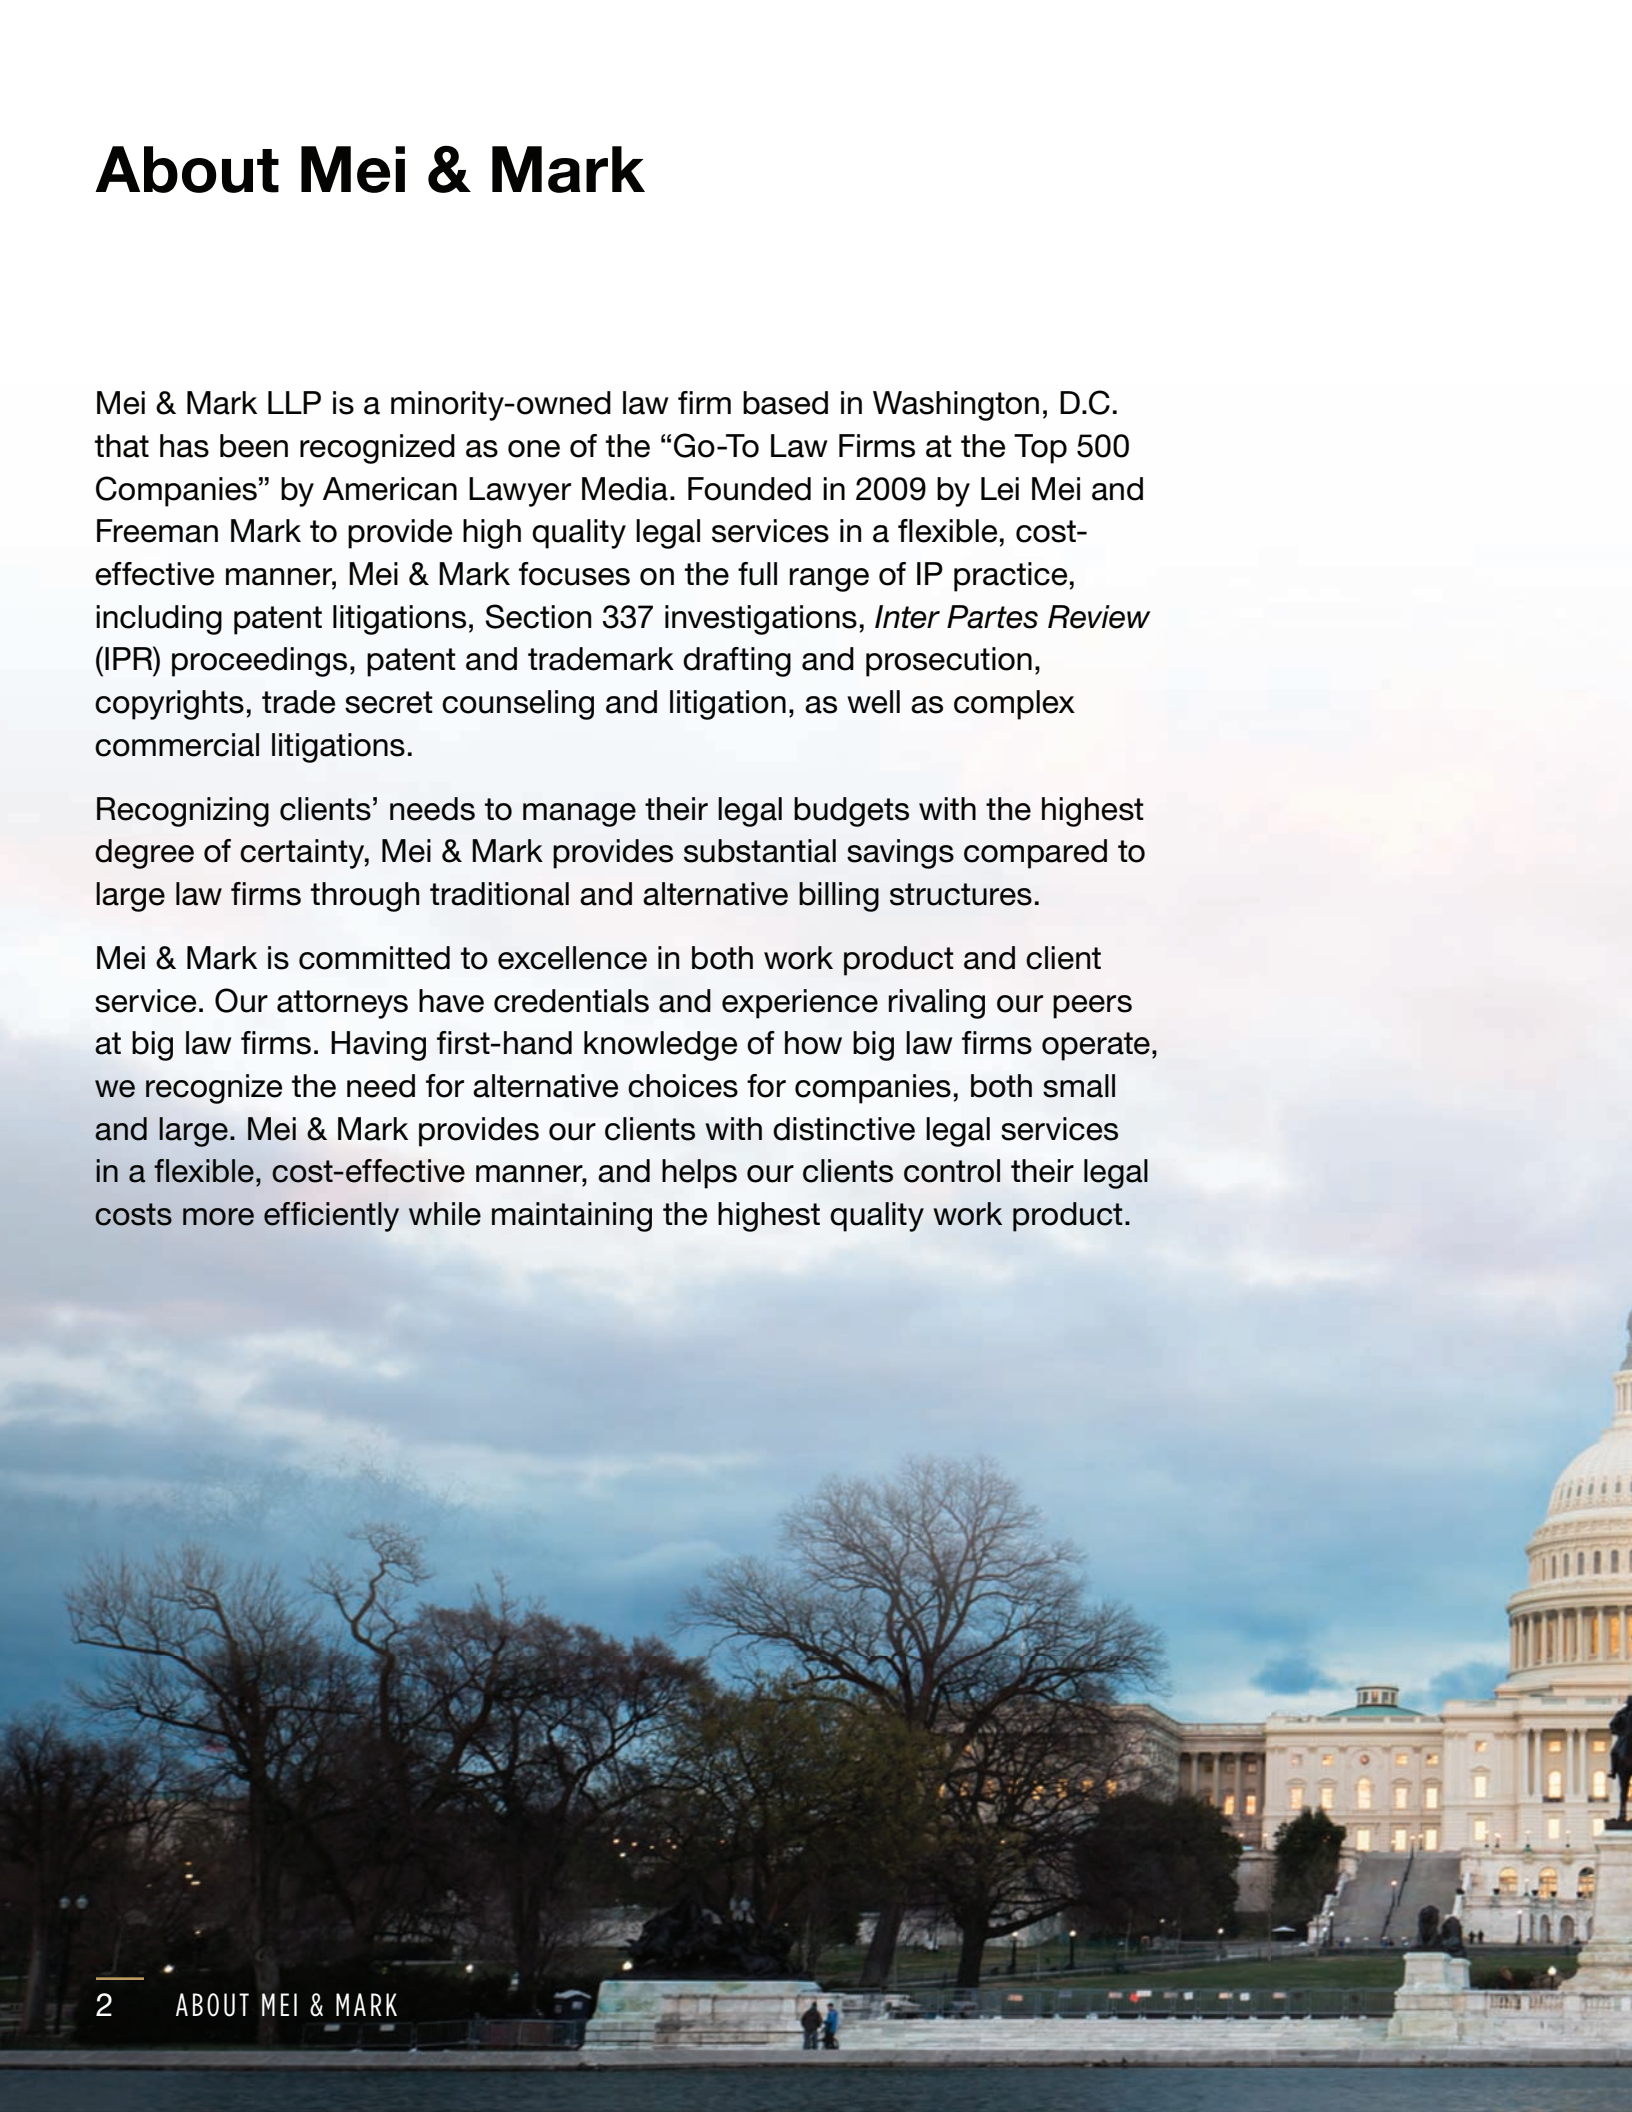 About Mei & Mark
Mei & Mark LLP is a minority-owned law firm based in Washington, D.C.
that has been recognized as one of the “Go-To Law Firms at the Top 500
Companies” by American Lawyer Media. Founded in 2009 by Lei Mei and
Freeman Mark to provide high quality legal services in a flexible, cost-
effective manner, Mei & Mark focuses on the full range of IP practice,
including patent litigations, Section 337 investigations, Inter Partes Review
(IPR) proceedings, patent and trademark drafting and prosecution,
copyrights, trade secret counseling and litigation, as well as complex
commercial litigations.
Recognizing clients’ needs to manage their legal budgets with the highest
degree of certainty, Mei & Mark provides substantial savings compared to
large law firms through traditional and alternative billing structures.
Mei & Mark is committed to excellence in both work product and client
service. Our attorneys have credentials and experience rivaling our peers
at big law firms. Having first-hand knowledge of how big law firms operate,
we recognize the need for alternative choices for companies, both small
and large. Mei & Mark provides our clients with distinctive legal services
in a flexible, cost-effective manner, and helps our clients control their legal
costs more efficiently while maintaining the highest quality work product.
2 ABOUT MEI & MARK